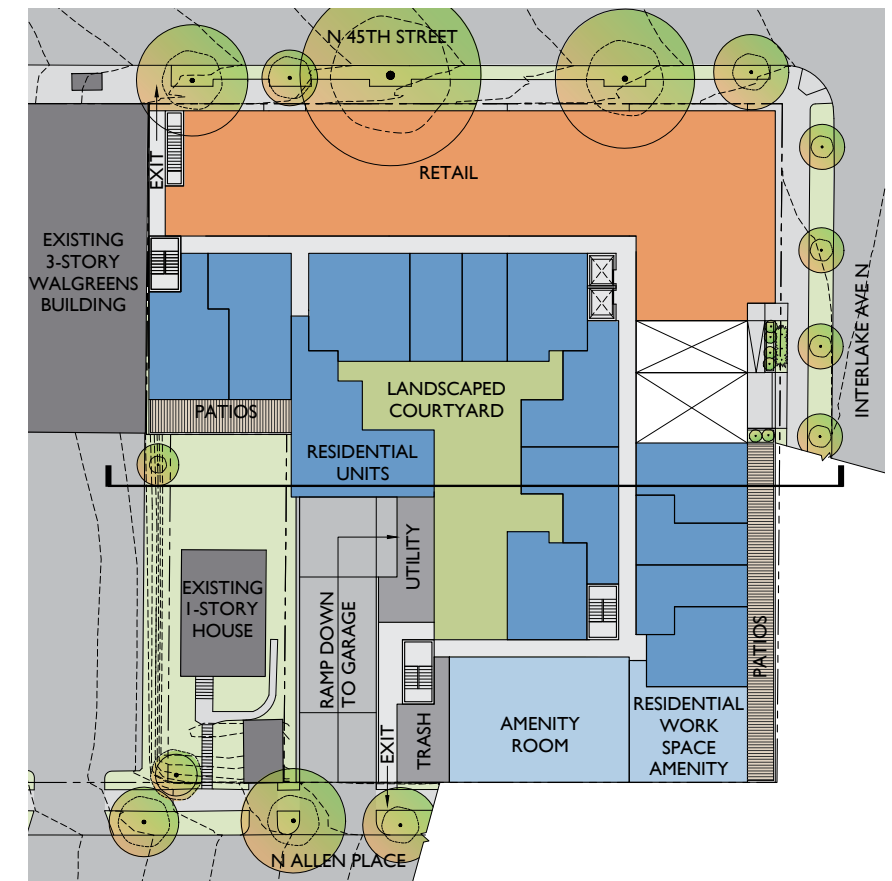 N 45TH STREET
EXIT
RETAIL
EXISTING
3-STORY
WALGREENS
BUILDING
INTERLAKE AVE N
LANDSCAPED
COURTYARD
PATIOS
RESIDENTIAL
UNITS
UTILITY
EXISTING
1-STORY
HOUSE
RAMP DOWN
TO GARAGE
PATIOS
RESIDENTIAL
WORK
SPACE
AMENITY
AMENITY
ROOM
TRASH
EXIT
N ALLEN PLACE